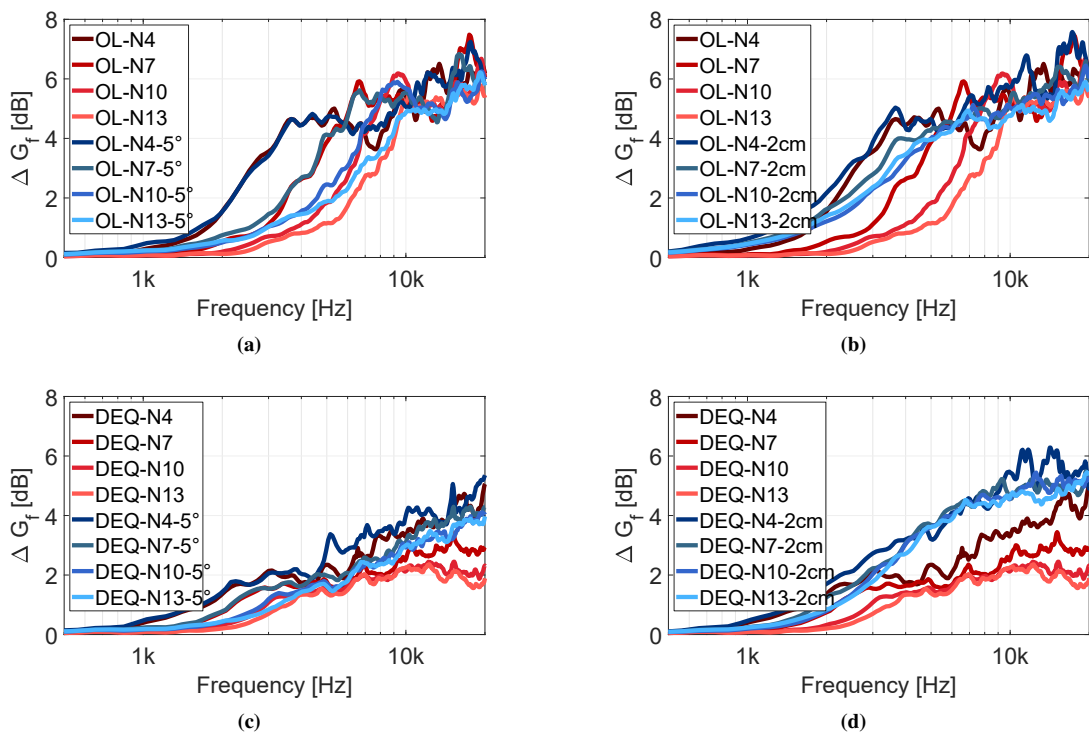 8
6
4
2
0
Δ G_f [dB]
OL-N4
OL-N7
OL-N10
OL-N13
OL-N4-5°
OL-N7-5°
OL-N10-5°
OL-N13-5°
1k
10k
Frequency [Hz]
(a)
8
6
4
2
0
Δ G_f [dB]
OL-N4
OL-N7
OL-N10
OL-N13
OL-N4-2cm
OL-N7-2cm
OL-N10-2cm
OL-N13-2cm
1k
10k
Frequency [Hz]
(b)
8
6
4
2
0
Δ G_f [dB]
DEQ-N4
DEQ-N7
DEQ-N10
DEQ-N13
DEQ-N4-5°
DEQ-N7-5°
DEQ-N10-5°
DEQ-N13-5°
1k
10k
Frequency [Hz]
(c)
8
6
4
2
0
Δ G_f [dB]
DEQ-N4
DEQ-N7
DEQ-N10
DEQ-N13
DEQ-N4-2cm
DEQ-N7-2cm
DEQ-N10-2cm
DEQ-N13-2cm
1k
10k
Frequency [Hz]
(d)